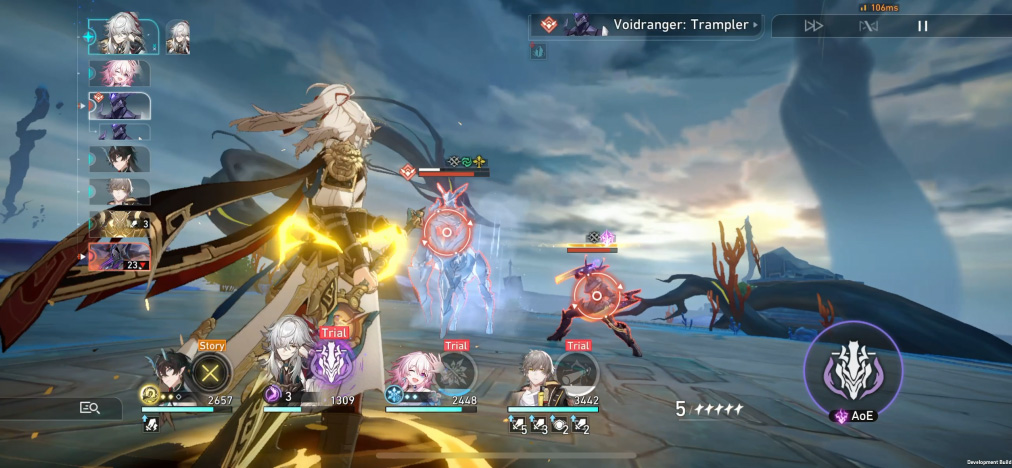 106ms
Voidranger: Trampler
3
23
Story
Trial
Trial
Trial
3
2657
1309
2448
3442
5
3
2
2
5
AoE
Development Build